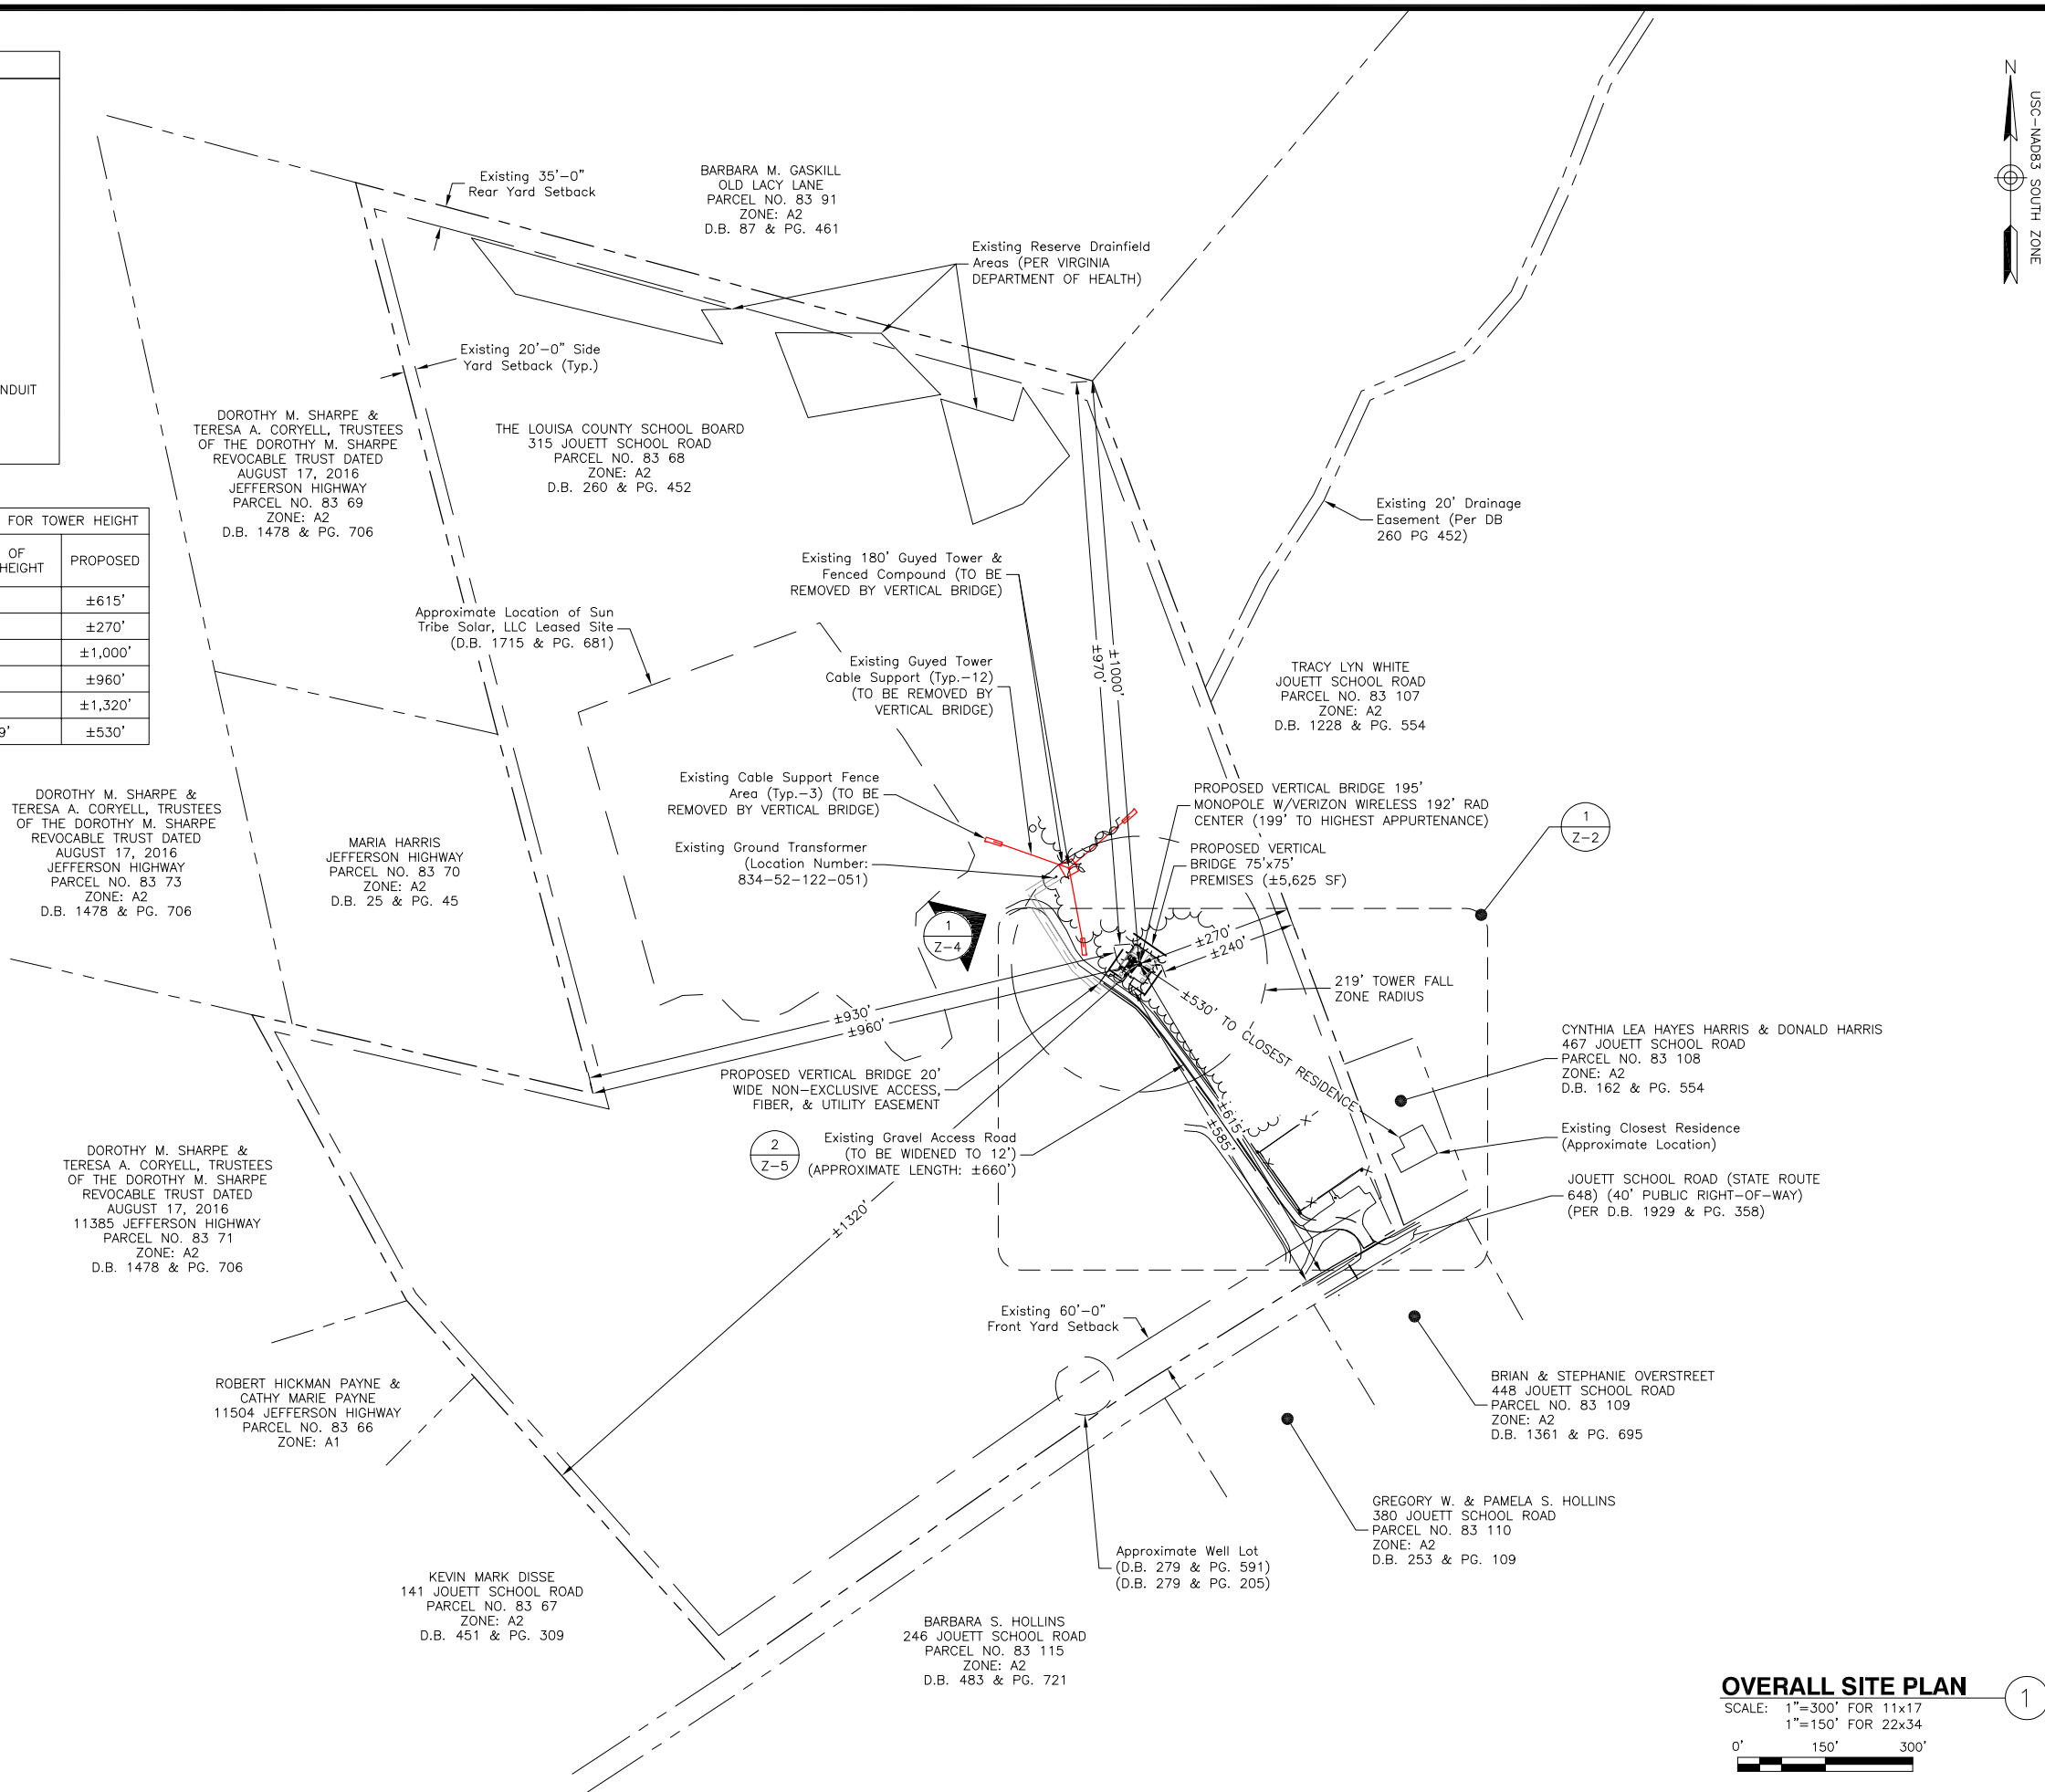 N
USC-NAD83 SOUTH ZONE
NDUIT
FOR TOWER HEIGHT
OF
HEIGHT
PROPOSED
±615'
±270'
±1,000'
±960'
±1,320'
9'
±530'
Existing 35'-0"
Rear Yard Setback
BARBARA M. GASKILL
OLD LACY LANE
PARCEL NO. 83 91
ZONE: A2
D.B. 87 & PG. 461
Existing Reserve Drainfield
Areas (PER VIRGINIA
DEPARTMENT OF HEALTH)
Existing 20'-0" Side
Yard Setback (Typ.)
DOROTHY M. SHARPE &
TERESA A. CORYELL, TRUSTEES
OF THE DOROTHY M. SHARPE
REVOCABLE TRUST DATED
AUGUST 17, 2016
JEFFERSON HIGHWAY
PARCEL NO. 83 69
ZONE: A2
D.B. 1478 & PG. 706
THE LOUISA COUNTY SCHOOL BOARD
315 JOUETT SCHOOL ROAD
PARCEL NO. 83 68
ZONE: A2
D.B. 260 & PG. 452
Existing 20' Drainage
Easement (Per DB
260 PG 452)
Existing 180' Guyed Tower &
Fenced Compound (TO BE
REMOVED BY VERTICAL BRIDGE)
Approximate Location of Sun
Tribe Solar, LLC Leased Site
(D.B. 1715 & PG. 681)
Existing Guyed Tower
Cable Support (Typ.-12)
(TO BE REMOVED BY
VERTICAL BRIDGE)
±970'
±1000'
TRACY LYN WHITE
JOUETT SCHOOL ROAD
PARCEL NO. 83 107
ZONE: A2
D.B. 1228 & PG. 554
Existing Cable Support Fence
Area (Typ.-3) (TO BE
REMOVED BY VERTICAL BRIDGE)
PROPOSED VERTICAL BRIDGE 195'
MONOPOLE W/VERIZON WIRELESS 192' RAD
CENTER (199' TO HIGHEST APPURTENANCE)
1
Z-2
DOROTHY M. SHARPE &
TERESA A. CORYELL, TRUSTEES
OF THE DOROTHY M. SHARPE
REVOCABLE TRUST DATED
AUGUST 17, 2016
JEFFERSON HIGHWAY
PARCEL NO. 83 73
ZONE: A2
D.B. 1478 & PG. 706
MARIA HARRIS
JEFFERSON HIGHWAY
PARCEL NO. 83 70
ZONE: A2
D.B. 25 & PG. 45
Existing Ground Transformer
(Location Number:
834-52-122-051)
PROPOSED VERTICAL
BRIDGE 75'x75'
PREMISES (±5,625 SF)
1
Z-4
±270'
±240'
219' TOWER FALL
ZONE RADIUS
±930'
±960'
±530' TO CLOSEST RESIDENCE
CYNTHIA LEA HAYES HARRIS & DONALD HARRIS
467 JOUETT SCHOOL ROAD
PARCEL NO. 83 108
ZONE: A2
D.B. 162 & PG. 554
PROPOSED VERTICAL BRIDGE 20'
WIDE NON-EXCLUSIVE ACCESS,
FIBER, & UTILITY EASEMENT
±615'
±585'
2
Z-5
Existing Gravel Access Road
(TO BE WIDENED TO 12')
(APPROXIMATE LENGTH: ±660')
X
X
X
X
Existing Closest Residence
(Approximate Location)
DOROTHY M. SHARPE &
TERESA A. CORYELL, TRUSTEES
OF THE DOROTHY M. SHARPE
REVOCABLE TRUST DATED
AUGUST 17, 2016
11385 JEFFERSON HIGHWAY
PARCEL NO. 83 71
ZONE: A2
D.B. 1478 & PG. 706
JOUETT SCHOOL ROAD (STATE ROUTE
648) (40' PUBLIC RIGHT-OF-WAY)
(PER D.B. 1929 & PG. 358)
±1320'
Existing 60'-0"
Front Yard Setback
ROBERT HICKMAN PAYNE &
CATHY MARIE PAYNE
11504 JEFFERSON HIGHWAY
PARCEL NO. 83 66
ZONE: A1
BRIAN & STEPHANIE OVERSTREET
448 JOUETT SCHOOL ROAD
PARCEL NO. 83 109
ZONE: A2
D.B. 1361 & PG. 695
GREGORY W. & PAMELA S. HOLLINS
380 JOUETT SCHOOL ROAD
PARCEL NO. 83 110
ZONE: A2
D.B. 253 & PG. 109
Approximate Well Lot
(D.B. 279 & PG. 591)
(D.B. 279 & PG. 205)
KEVIN MARK DISSE
141 JOUETT SCHOOL ROAD
PARCEL NO. 83 67
ZONE: A2
D.B. 451 & PG. 309
BARBARA S. HOLLINS
246 JOUETT SCHOOL ROAD
PARCEL NO. 83 115
ZONE: A2
D.B. 483 & PG. 721
OVERALL SITE PLAN
1
SCALE: 1"=300' FOR 11x17
1"=150' FOR 22x34
0' 150' 300'